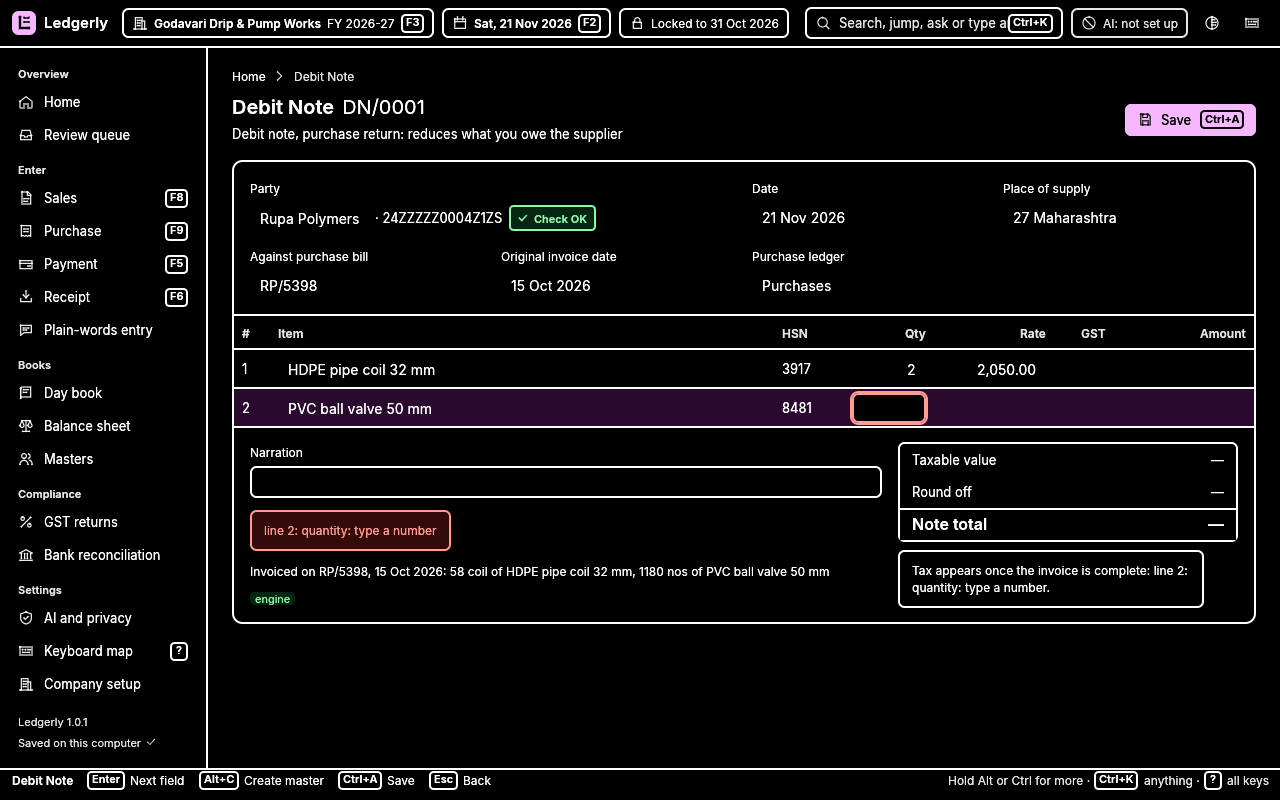 Ledgerly
Godavari Drip & Pump Works FY 2026-27 F3
Sat, 21 Nov 2026 F2
Locked to 31 Oct 2026
Search, jump, ask or type a Ctrl+K
AI: not set up
Overview
Home
Review queue
Enter
Sales F8
Purchase F9
Payment F5
Receipt F6
Plain-words entry
Books
Day book
Balance sheet
Masters
Compliance
GST returns
Bank reconciliation
Settings
AI and privacy
Keyboard map ?
Company setup
Ledgerly 1.0.1
Saved on this computer
Home Debit Note
Debit Note DN/0001
Debit note, purchase return: reduces what you owe the supplier
Save Ctrl+A
Party Date Place of supply
Rupa Polymers · 24ZZZZZ0004Z1ZS Check OK 21 Nov 2026 27 Maharashtra
Against purchase bill Original invoice date Purchase ledger
RP/5398 15 Oct 2026 Purchases
# Item HSN Qty Rate GST Amount
1 HDPE pipe coil 32 mm 3917 2 2,050.00
2 PVC ball valve 50 mm 8481
Narration
line 2: quantity: type a number
Invoiced on RP/5398, 15 Oct 2026: 58 coil of HDPE pipe coil 32 mm, 1180 nos of PVC ball valve 50 mm
engine
Taxable value —
Round off —
Note total —
Tax appears once the invoice is complete: line 2:
quantity: type a number.
Debit Note Enter Next field Alt+C Create master Ctrl+A Save Esc Back
Hold Alt or Ctrl for more · Ctrl+K anything · ? all keys